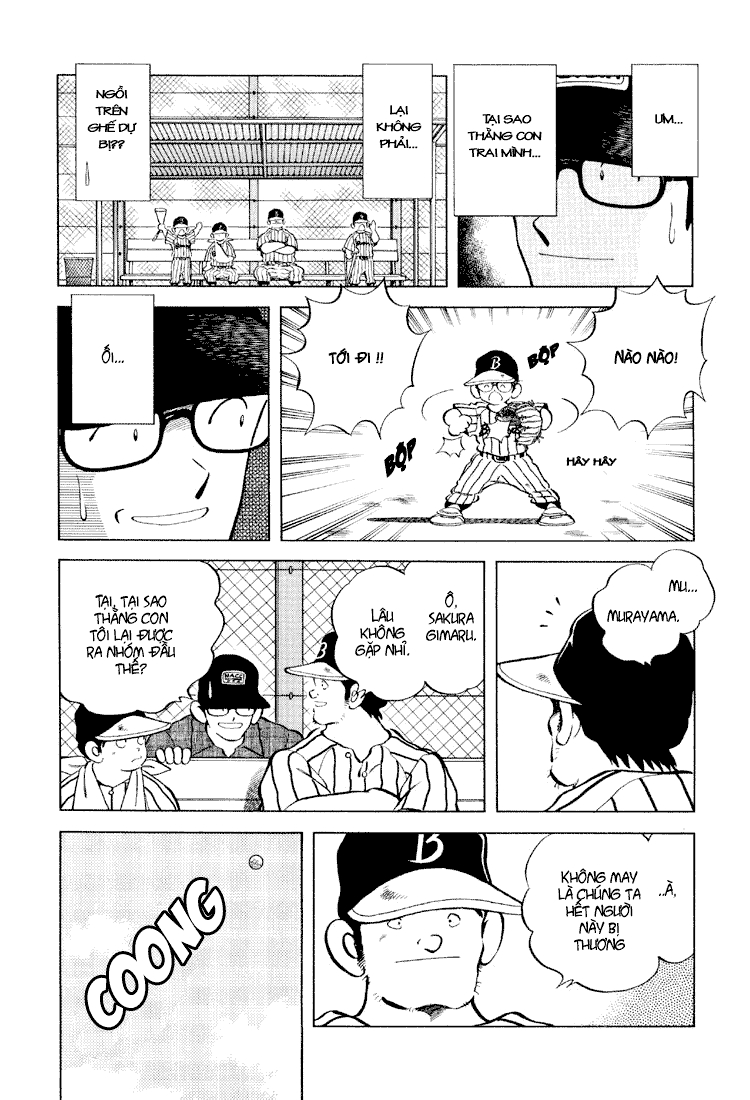 ƯM...
TẠI SAO
THẰNG CON
TRAI MÌNH...
LẠI
KHÔNG
PHẢI...
NGỒI
TRÊN
GHẾ DỰ
BỊ??
NÀO NÀO!
BỘP
TỚI ĐI !!
BỘP
HÂY HÂY
B
ỐI...
MU...
MURAYAMA.
Ô,
SAKURA
GIMARU.
LÂU
KHÔNG
GẶP NHỈ.
TẠI, TẠI SAO
THẰNG CON
TÔI LẠI ĐƯỢC
RA NHÓM ĐẦU
THẾ?
B
..À,
KHÔNG MAY
LÀ CHÚNG TA
HẾT NGƯỜI
NÀY BỊ
THƯƠNG
B
COONG